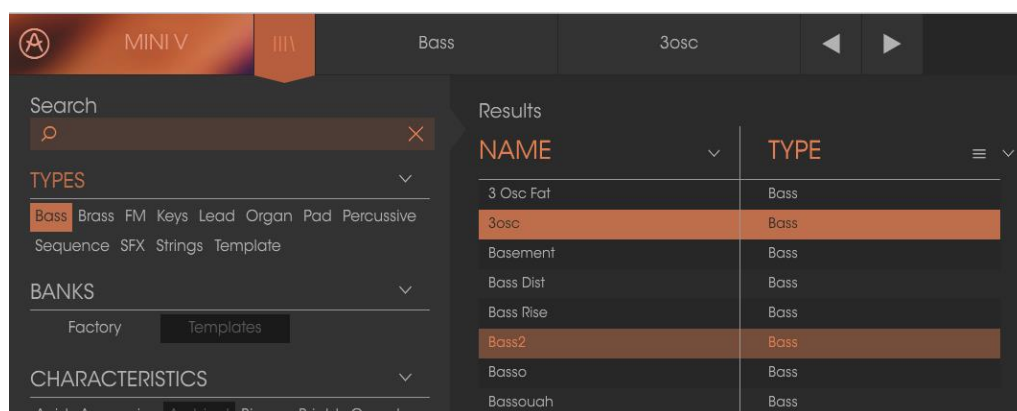 MINI V Bass 3osc
Search
TYPES
Bass Brass FM Keys Lead Organ Pad Percussive
Sequence SFX Strings Template
BANKS
Factory Templates
CHARACTERISTICS
Results
NAME TYPE
3 Osc Fat Bass
3osc Bass
Basement Bass
Bass Dist Bass
Bass Rise Bass
Bass2 Bass
Basso Bass
Bassouah Bass